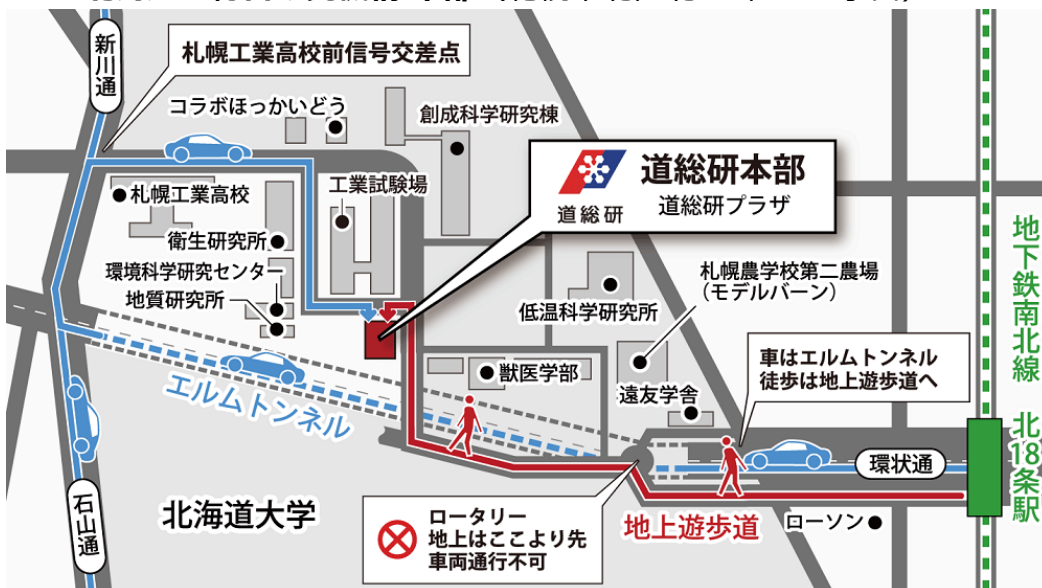 新川通
札幌工業高校前信号交差点
コラボほっかいどう
創成科学研究棟
道総研
道総研本部
道総研プラザ
札幌工業高校
工業試験場
衛生研究所
環境科学研究センター
地質研究所
低温科学研究所
札幌農学校第二農場
（モデルバーン）
地下鉄南北線 北18条駅
エルムトンネル
獣医学部
遠友学舎
車はエルムトンネル
徒歩は地上遊歩道へ
環状通
石山通
北海道大学
ロータリー
地上はここより先
車両通行不可
地上遊歩道
ローソン